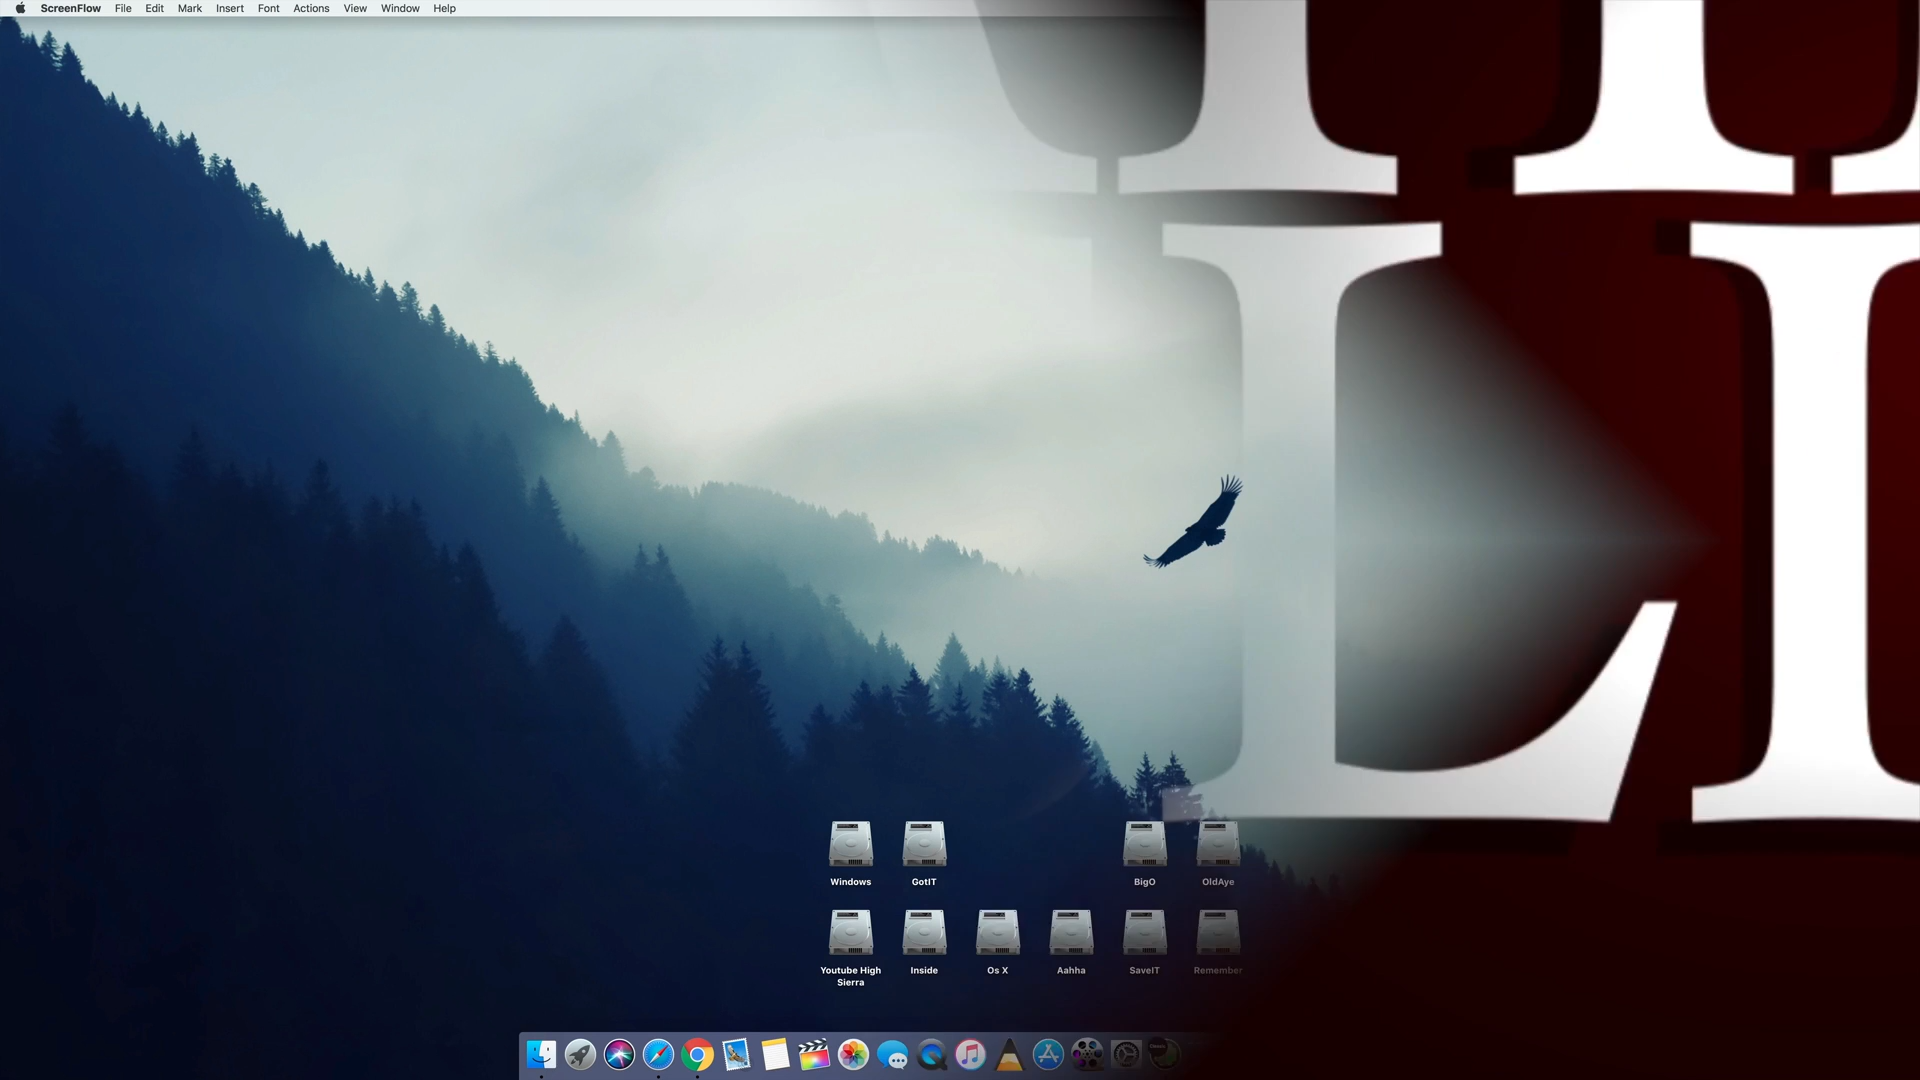 ScreenFlow File Edit Mark Insert Font Actions View Window Help
LI
Windows GotIT BigO OldAye
Youtube High Sierra Inside Os X Aahha SaveIT Remember